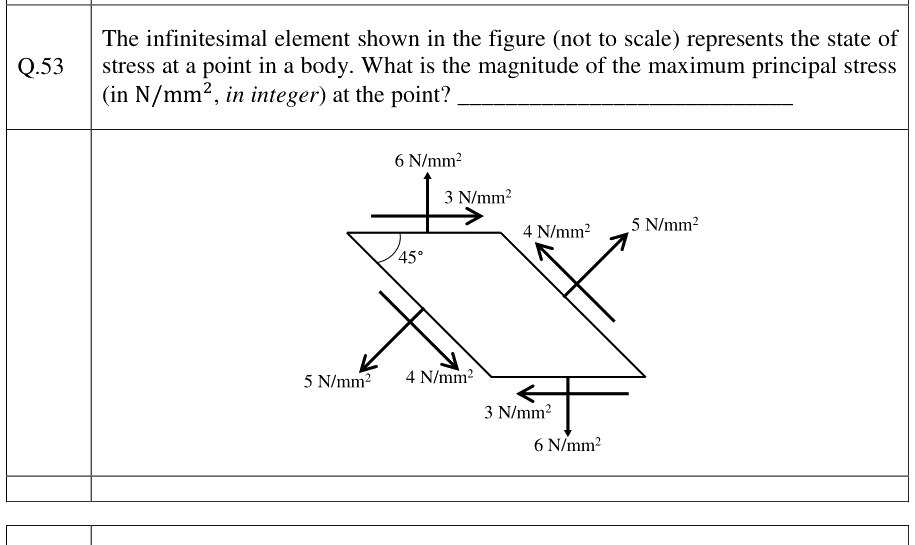 Q.53
The infinitesimal element shown in the figure (not to scale) represents the state of
stress at a point in a body. What is the magnitude of the maximum principal stress
(in N/mm², in integer) at the point? ____________________________
6 N/mm²
3 N/mm²
4 N/mm²
5 N/mm²
45°
5 N/mm²
4 N/mm²
3 N/mm²
6 N/mm²